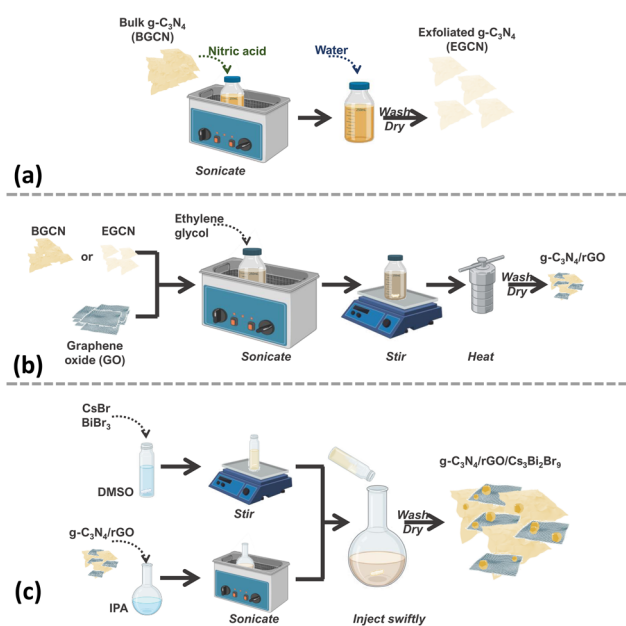 Bulk g-C₃N₄
(BGCN)
Nitric acid
Water
Exfoliated g-C₃N₄
(EGCN)
Wash
Dry
Sonicate
(a)
BGCN
or
EGCN
Ethylene
glycol
g-C₃N₄/rGO
Wash
Dry
Graphene
oxide (GO)
Sonicate
Stir
Heat
(b)
CsBr
BiBr₃
DMSO
Stir
g-C₃N₄/rGO/Cs₃Bi₂Br₉
Wash
Dry
g-C₃N₄/rGO
IPA
Sonicate
Inject swiftly
(c)